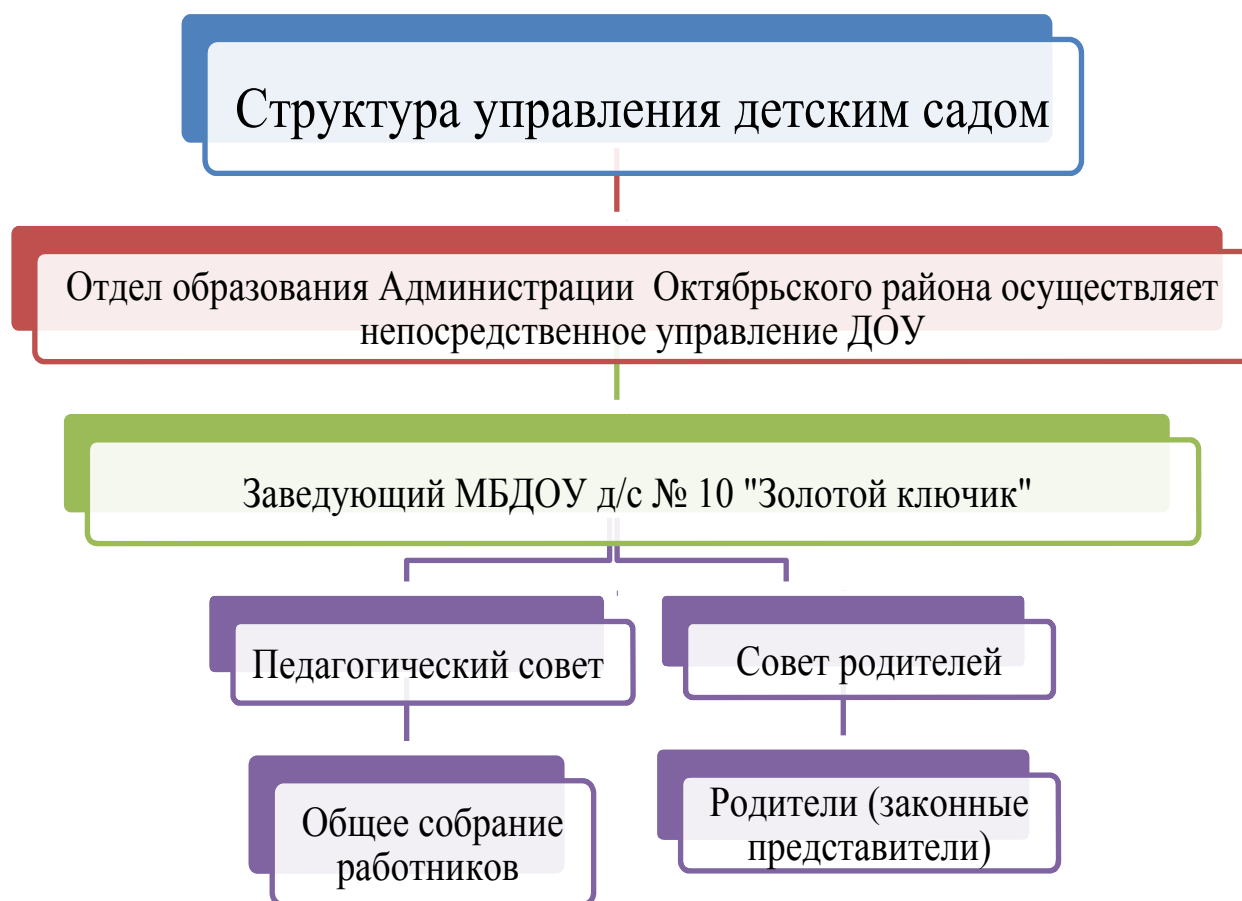 Структура управления детским садом
Отдел образования Администрации Октябрьского района осуществляет
непосредственное управление ДОУ
Заведующий МБДОУ д/с № 10 "Золотой ключик"
Педагогический совет
Совет родителей
Общее собрание
работников
Родители (законные
представители)